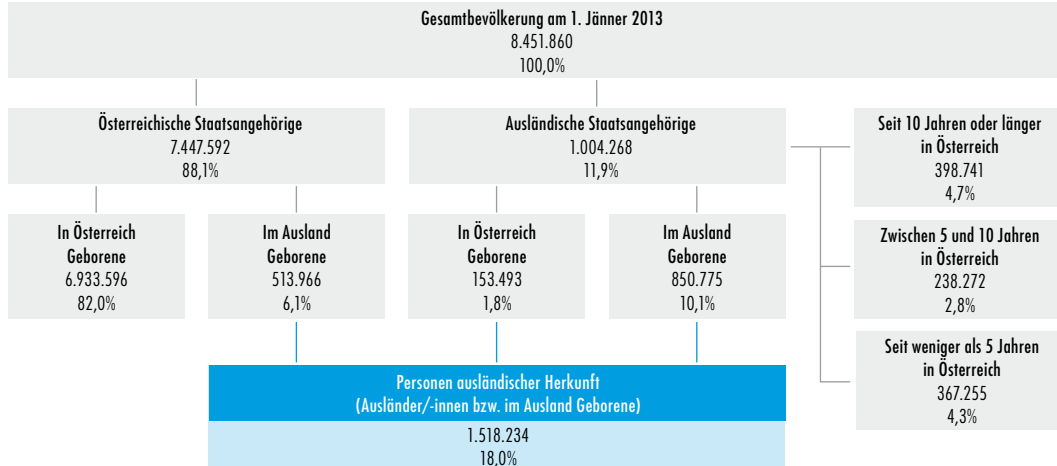 Gesamtbevölkerung am 1. Jänner 2013
8.451.860
100,0%
Österreichische Staatsangehörige
7.447.592
88,1%
Ausländische Staatsangehörige
1.004.268
11,9%
Seit 10 Jahren oder länger
in Österreich
398.741
4,7%
In Österreich
Geborene
6.933.596
82,0%
Im Ausland
Geborene
513.966
6,1%
In Österreich
Geborene
153.493
1,8%
Im Ausland
Geborene
850.775
10,1%
Zwischen 5 und 10 Jahren
in Österreich
238.272
2,8%
Seit weniger als 5 Jahren
in Österreich
367.255
4,3%
Personen ausländischer Herkunft
(Ausländer/-innen bzw. im Ausland Geborene)
1.518.234
18,0%